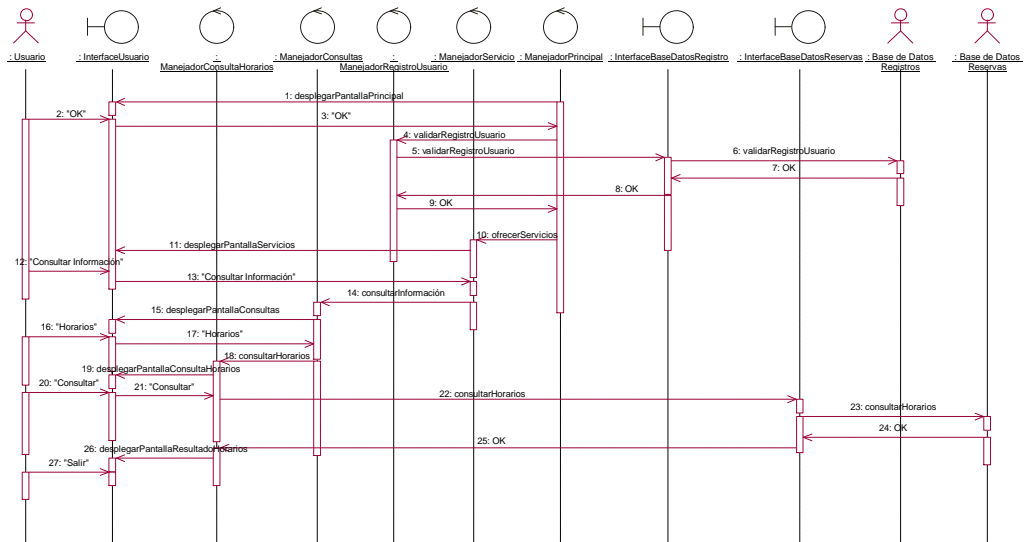 : Usuario
: InterfaceUsuario
:
ManejadorConsultaHorarios
: ManejadorConsultas
:
ManejadorRegistroUsuario
: ManejadorServicio
: ManejadorPrincipal
: InterfaceBaseDatosRegistro
: InterfaceBaseDatosReservas
: Base de Datos
Registros
: Base de Datos
Reservas
1: desplegarPantallaPrincipal
2: "OK"
3: "OK"
4: validarRegistroUsuario
5: validarRegistroUsuario
6: validarRegistroUsuario
7: OK
8: OK
9: OK
10: ofrecerServicios
11: desplegarPantallaServicios
12: "Consultar Información"
13: "Consultar Información"
14: consultarInformación
15: desplegarPantallaConsultas
16: "Horarios"
17: "Horarios"
18: consultarHorarios
19: desplegarPantallaConsultaHorarios
20: "Consultar"
21: "Consultar"
22: consultarHorarios
23: consultarHorarios
24: OK
25: OK
26: desplegarPantallaResultadoHorarios
27: "Salir"